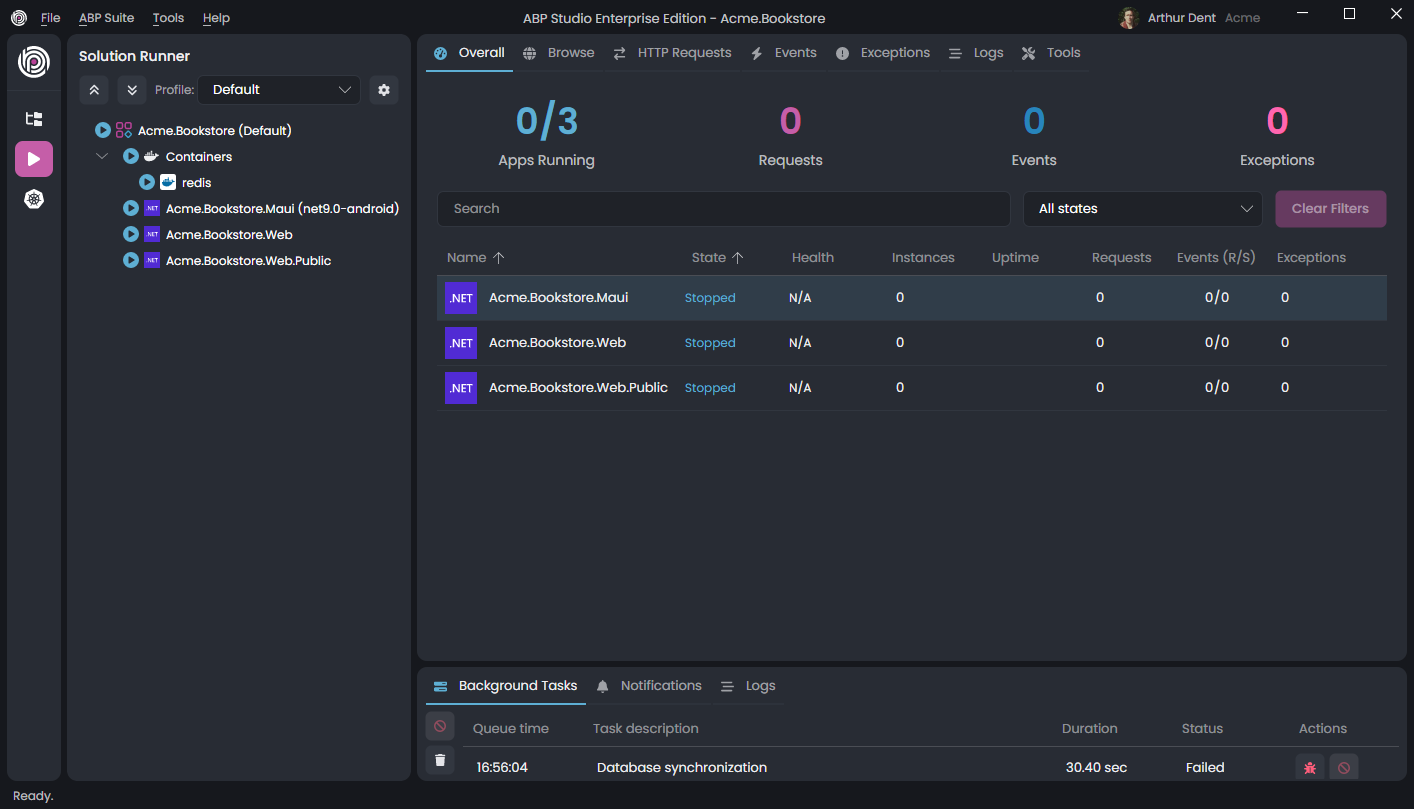 File ABP Suite Tools Help ABP Studio Enterprise Edition - Acme.Bookstore Arthur Dent Acme
Solution Runner
Profile: Default
Acme.Bookstore (Default)
Containers
redis
Acme.Bookstore.Maui (net9.0-android)
Acme.Bookstore.Web
Acme.Bookstore.Web.Public
Overall Browse HTTP Requests Events Exceptions Logs Tools
0/3 0 0 0
Apps Running Requests Events Exceptions
Search All states Clear Filters
Name State Health Instances Uptime Requests Events (R/S) Exceptions
.NET Acme.Bookstore.Maui Stopped N/A 0 0 0/0 0
.NET Acme.Bookstore.Web Stopped N/A 0 0 0/0 0
.NET Acme.Bookstore.Web.Public Stopped N/A 0 0 0/0 0
Background Tasks Notifications Logs
Queue time Task description Duration Status Actions
16:56:04 Database synchronization 30.40 sec Failed
Ready.